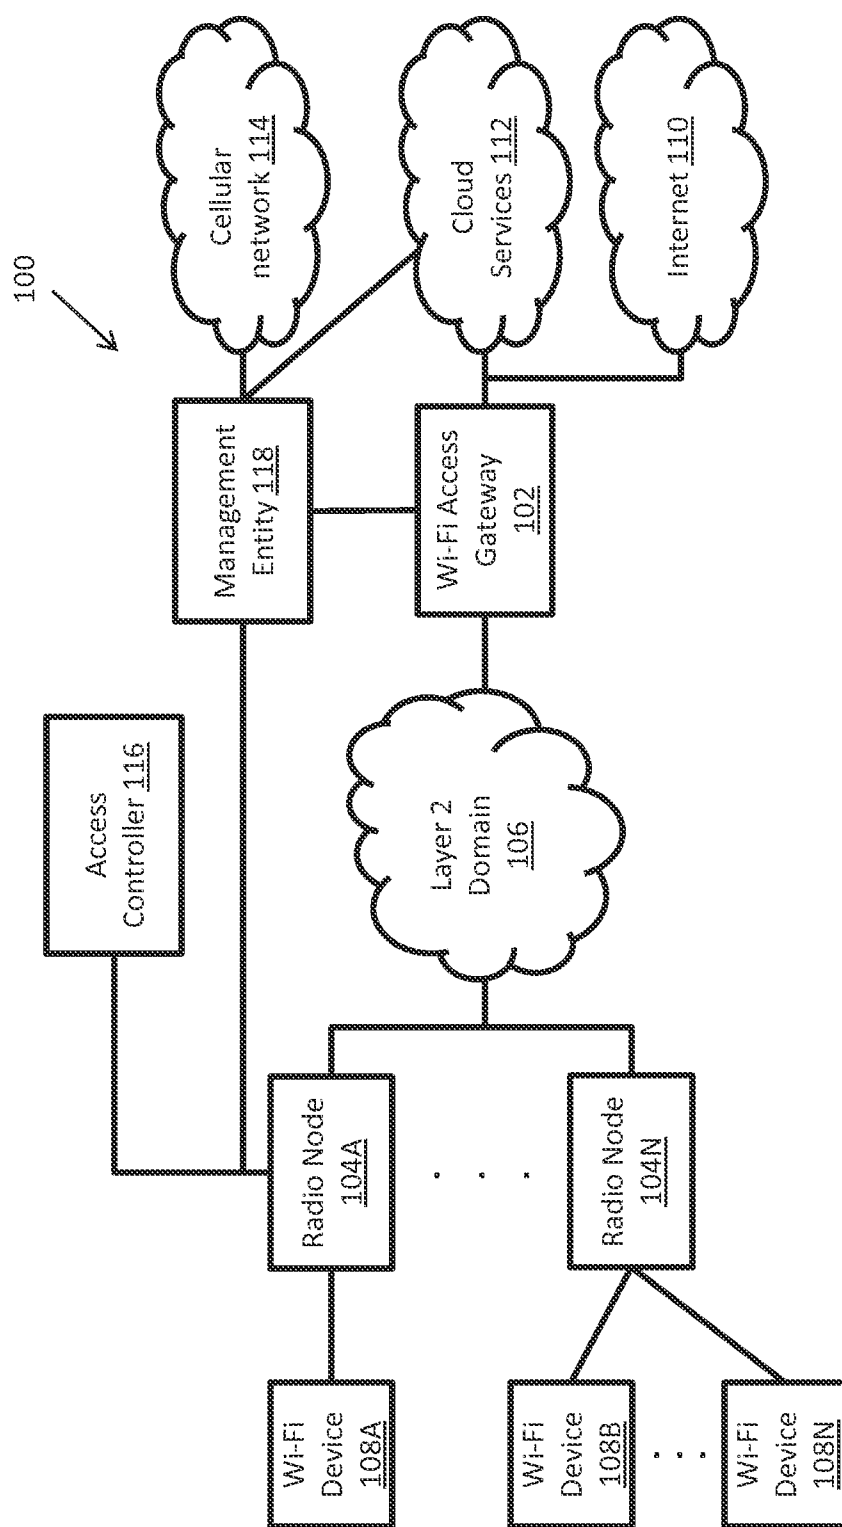 100
Access
Controller 116
Cellular
network 114
Management
Entity 118
Wi-Fi Device
108A
Radio Node
104A
Layer 2
Domain
106
Wi-Fi Access
Gateway
102
Cloud
Services 112
. . .
Wi-Fi
Device
108B
Radio Node
104N
Internet 110
. . .
Wi-Fi
Device
108N